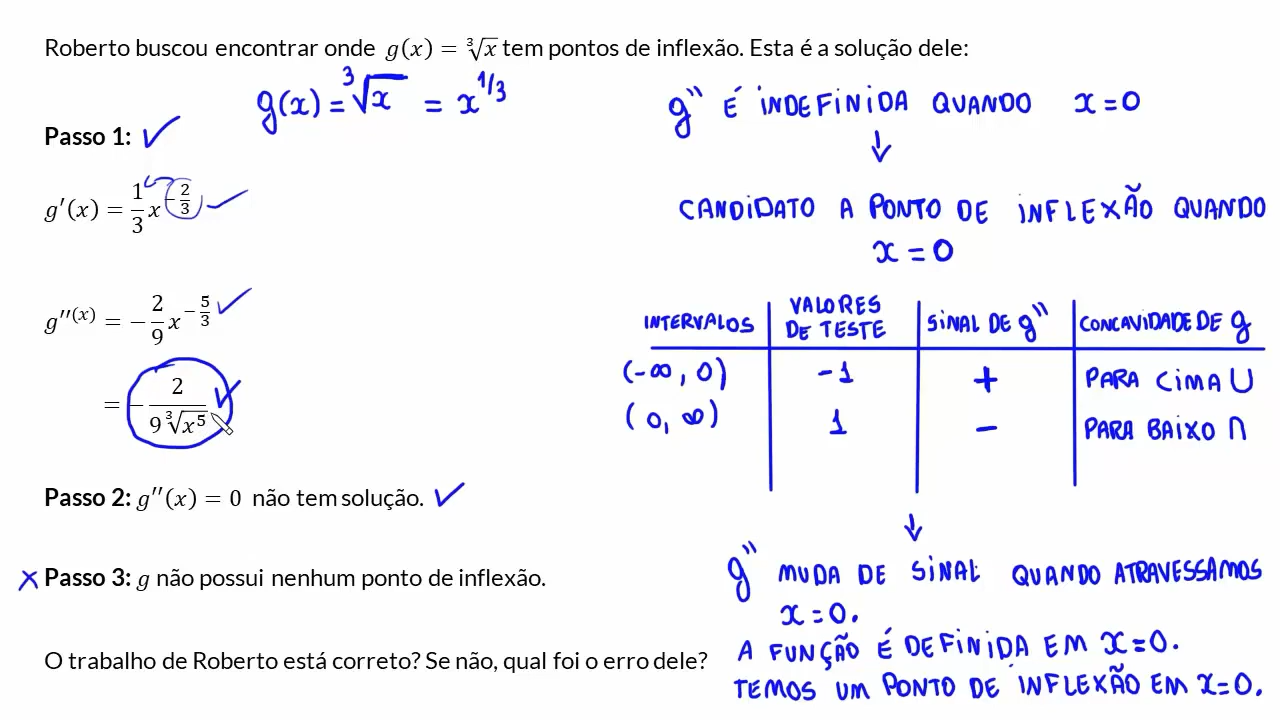 Roberto buscou encontrar onde g(x) = ∛x tem pontos de inflexão. Esta é a solução dele:
g(x) = ∛x = x^{1/3}
Passo 1: ✓
g'(x) = 1/3 x^{-2/3} ✓
g''(x) = -2/9 x^{-5/3} ✓
= -2/(9∛(x^5)) ✓
Passo 2: g''(x) = 0 não tem solução. ✓
x Passo 3: g não possui nenhum ponto de inflexão.
O trabalho de Roberto está correto? Se não, qual foi o erro dele?
g'' É INDEFINIDA QUANDO x=0
↓
CANDIDATO A PONTO DE INFLEXÃO QUANDO
x=0
INTERVALOS | VALORES DE TESTE | SINAL DE g'' | CONCAVIDADE DE g
(-∞, 0) | -1 | + | PARA CIMA U
(0, ∞) | 1 | - | PARA BAIXO ∩
↓
g'' MUDA DE SINAL QUANDO ATRAVESSAMOS
x=0.
A FUNÇÃO É DEFINIDA EM x=0.
TEMOS UM PONTO DE INFLEXÃO EM x=0.